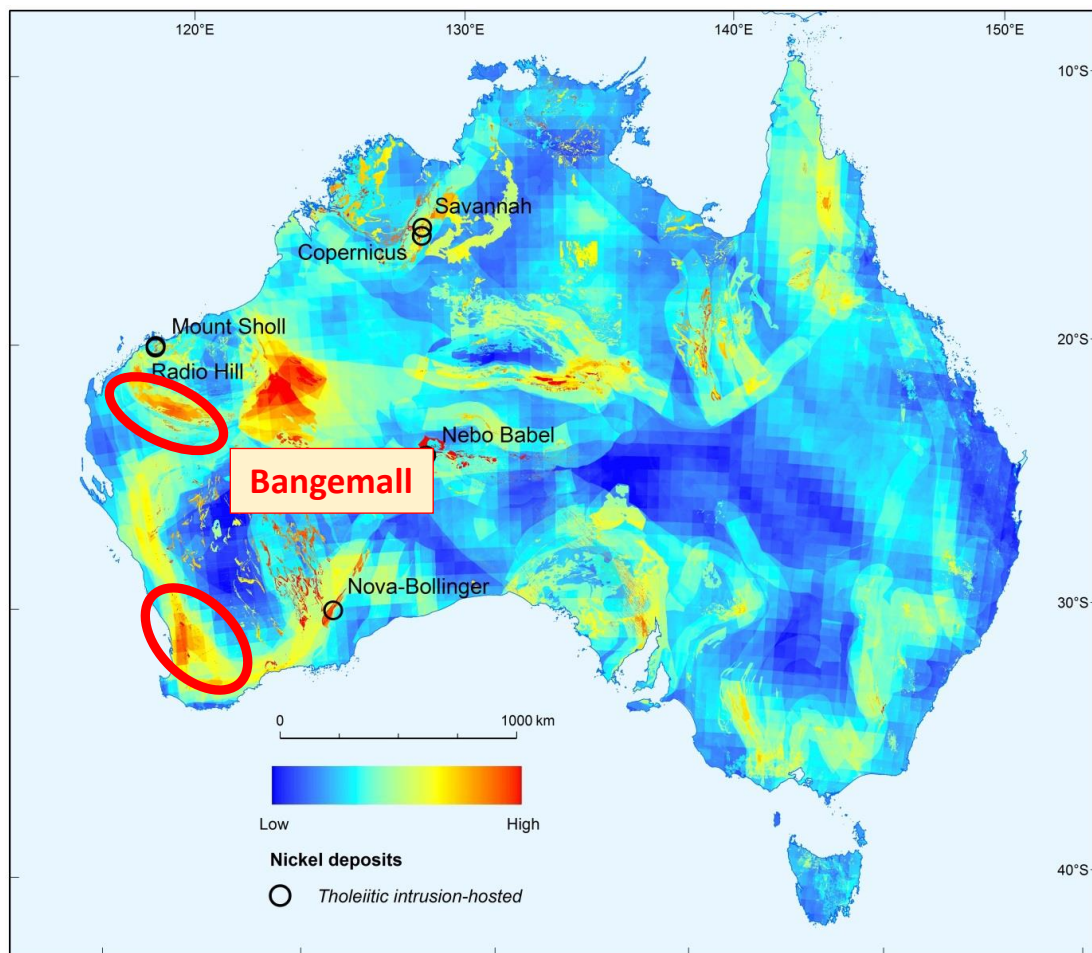 120°E
130°E
140°E
150°E
10°S
Savannah
Copernicus
Mount Sholl
20°S
Radio Hill
Nebo Babel
Bangemall
Nova-Bollinger
30°S
0
1000 km
Low
High
Nickel deposits
Tholeiitic intrusion-hosted
40°S